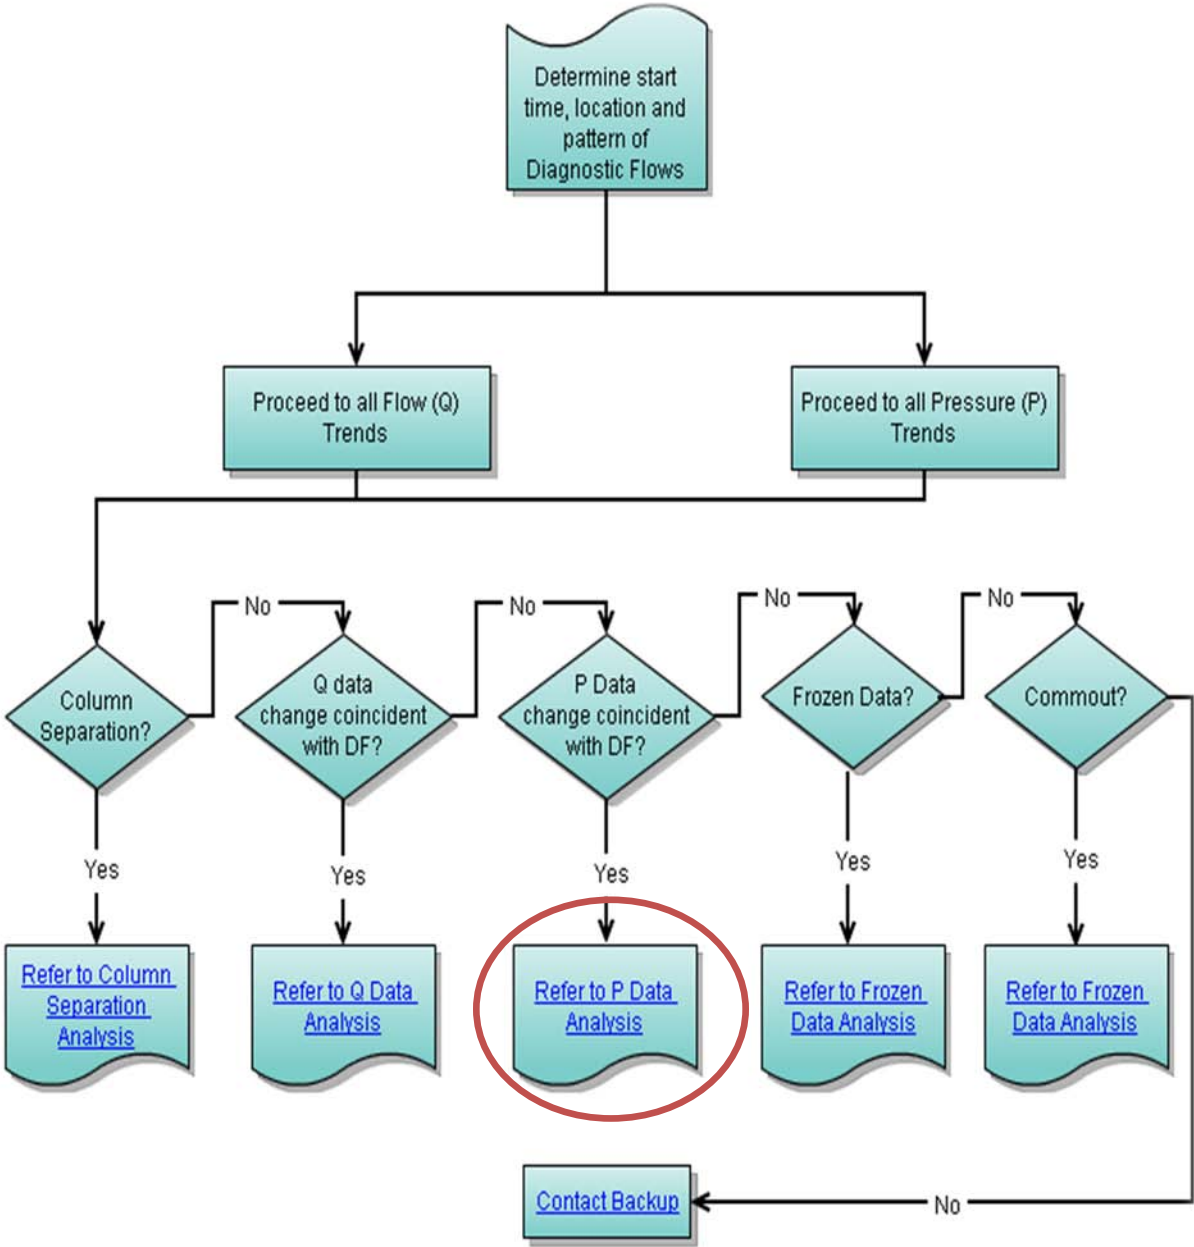 Determine start
time, location and
pattern of
Diagnostic Flows
Proceed to all Flow (Q)
Trends
Proceed to all Pressure (P)
Trends
No
No
No
No
Column
Separation?
Q data
change coincident
with DF?
P Data
change coincident
with DF?
Frozen Data?
Commout?
Yes
Yes
Yes
Yes
Yes
Refer to Column
Separation
Analysis
Refer to Q Data
Analysis
Refer to P Data
Analysis
Refer to Frozen
Data Analysis
Refer to Frozen
Data Analysis
Contact Backup
No